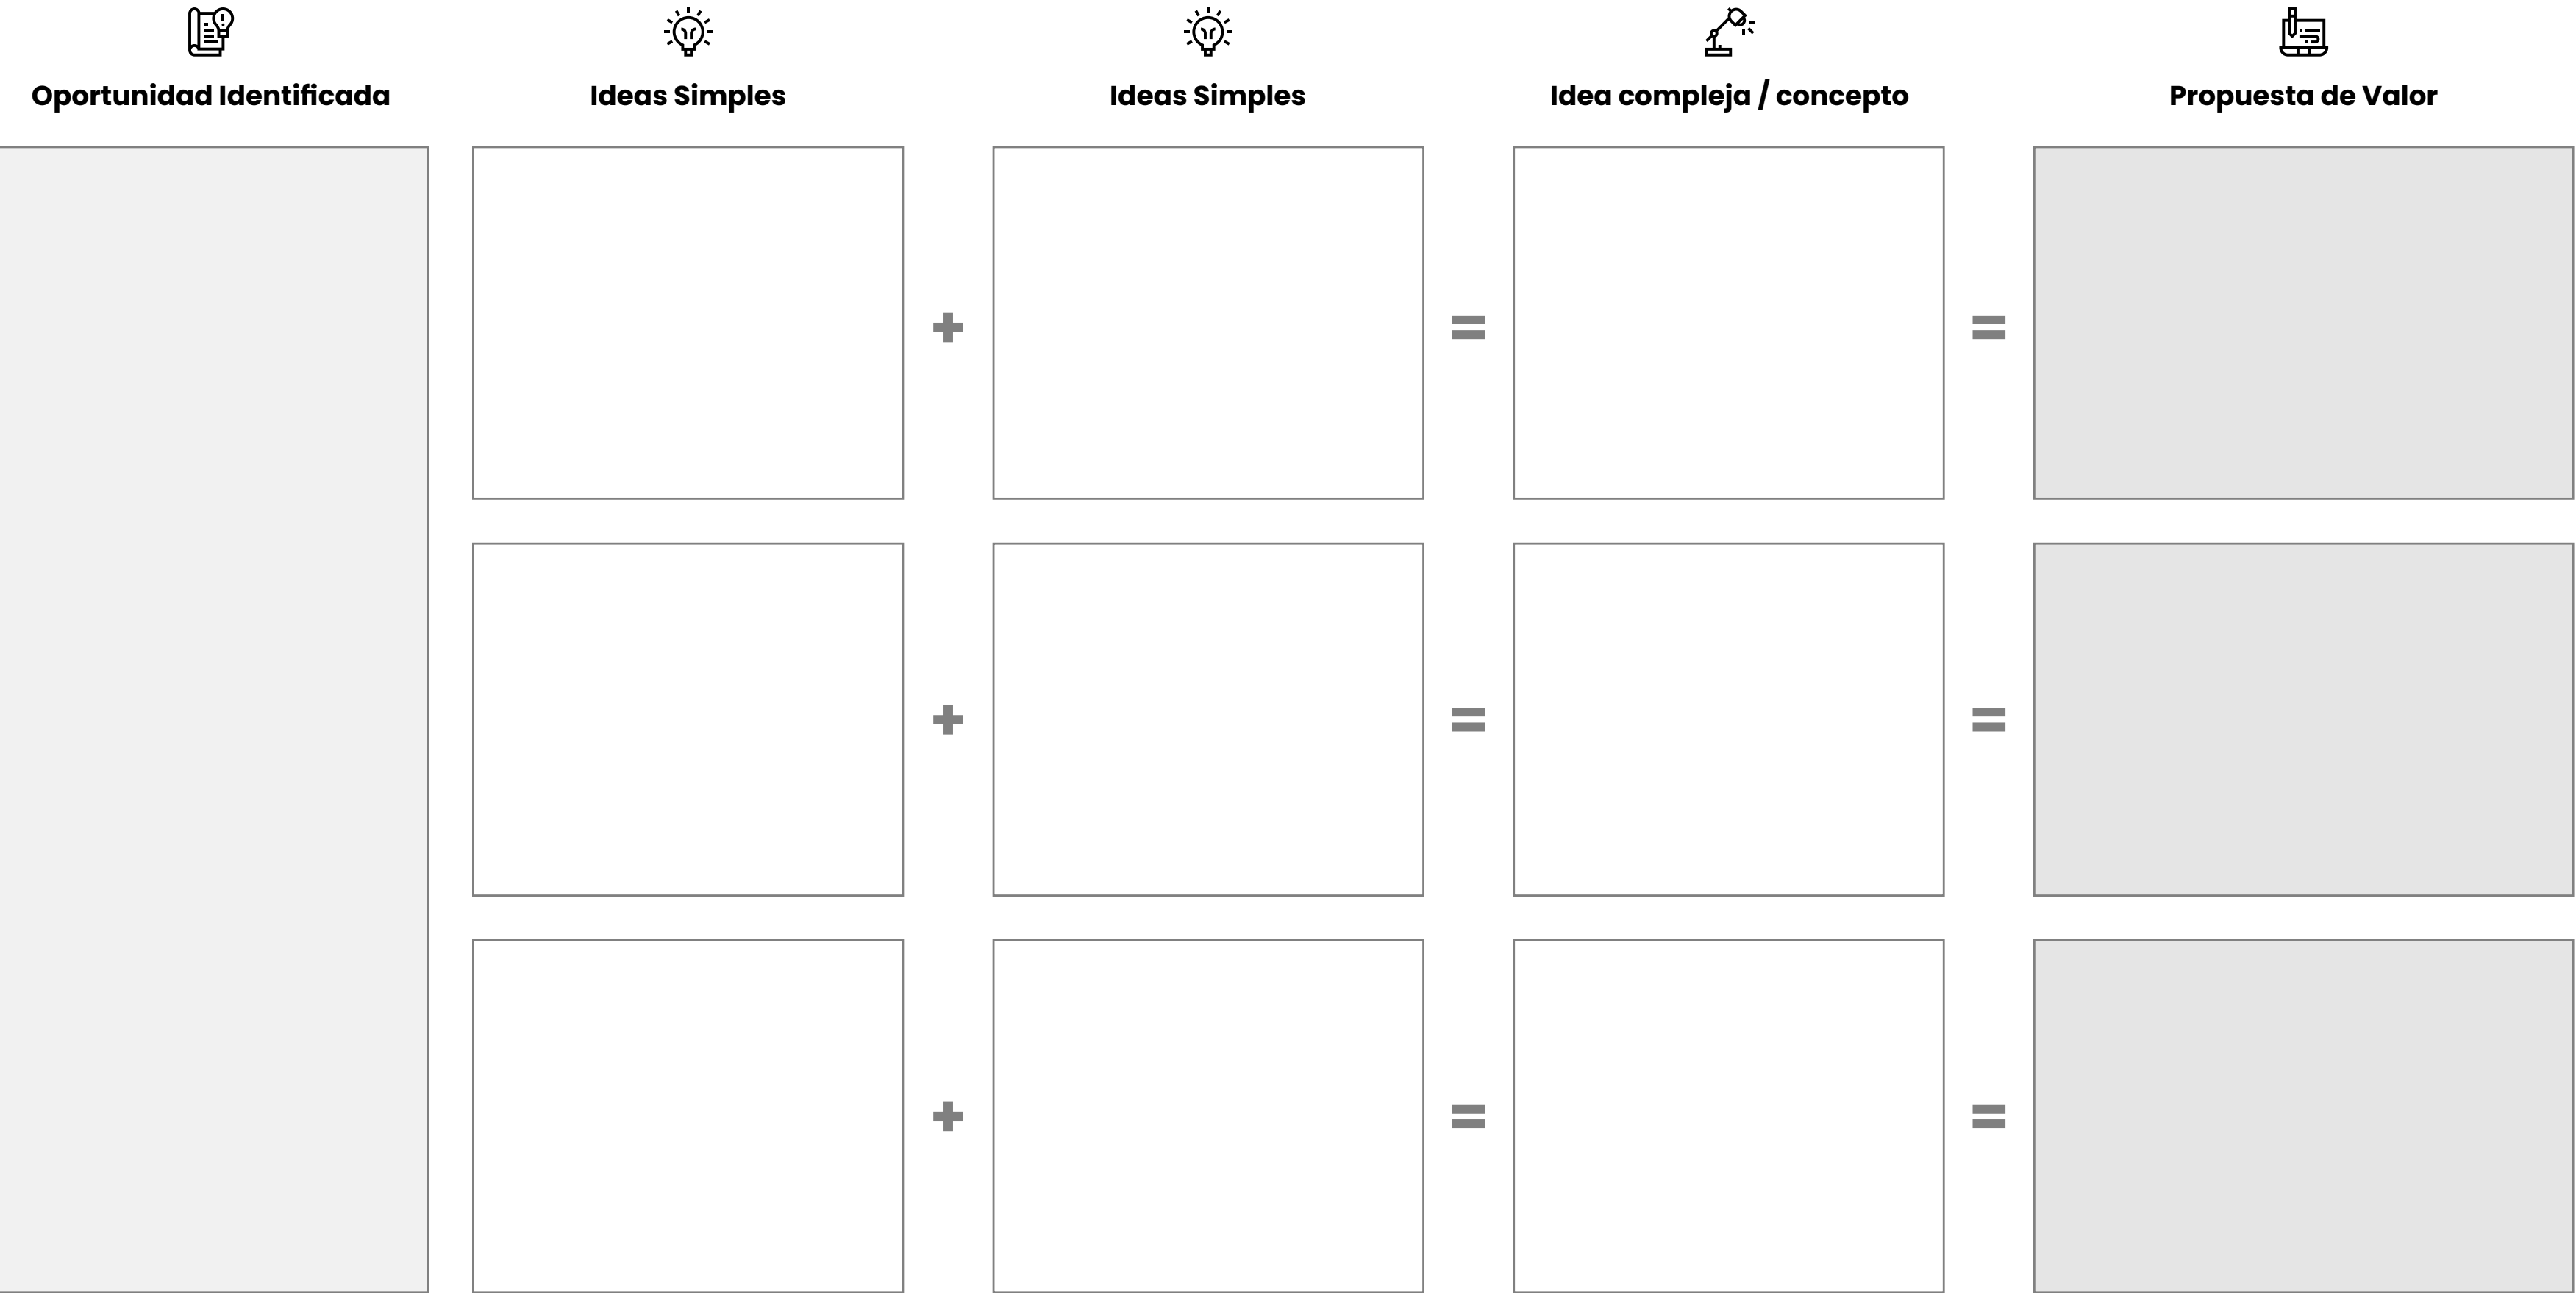 Oportunidad Identificada
Ideas Simples
Ideas Simples
Idea compleja / concepto
Propuesta de Valor
+
=
=
+
=
=
+
=
=